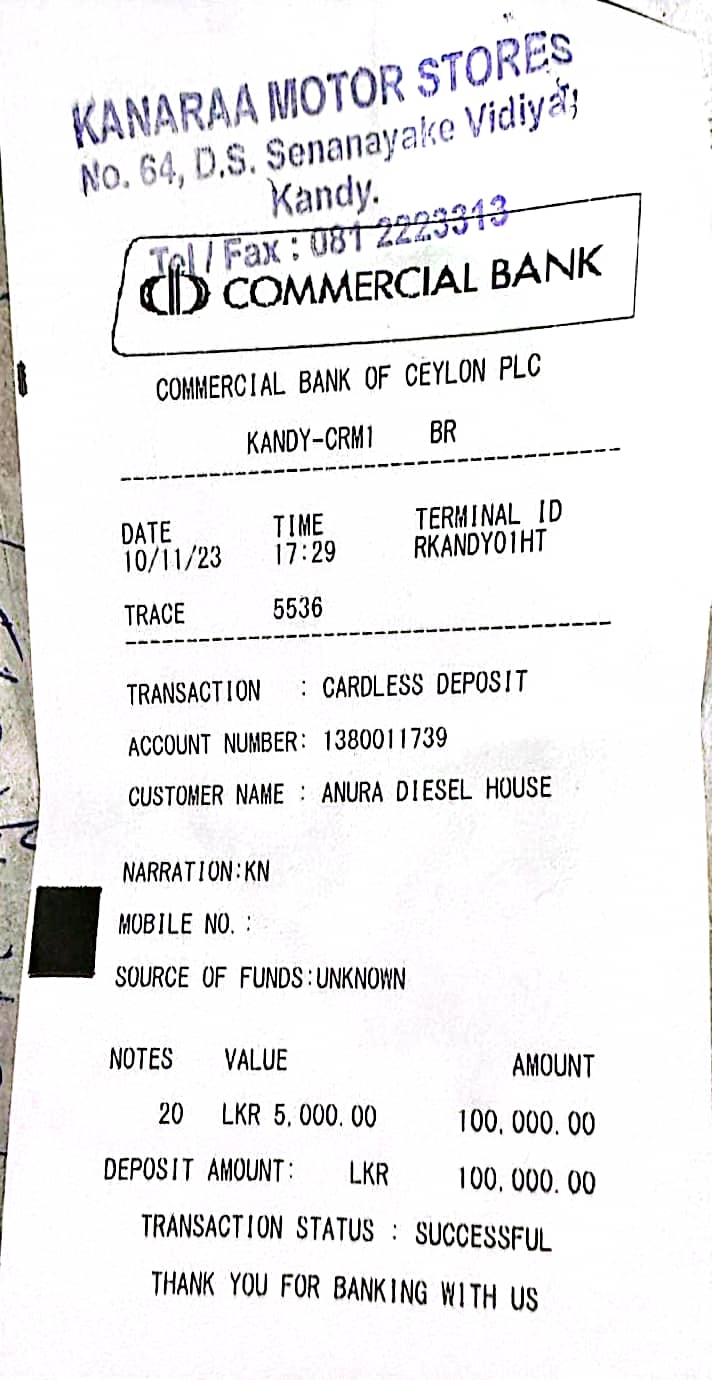 KANARAA MOTOR STORES
No. 64, D.S. Senanayake Vidiya,
Kandy.
Tel / Fax : 081 2223313
COMMERCIAL BANK
COMMERCIAL BANK OF CEYLON PLC
KANDY-CRM1 BR
DATE TIME TERMINAL ID
10/11/23 17:29 RKANDY01HT
TRACE 5536
TRANSACTION : CARDLESS DEPOSIT
ACCOUNT NUMBER: 1380011739
CUSTOMER NAME : ANURA DIESEL HOUSE
NARRATION:KN
MOBILE NO. :
SOURCE OF FUNDS:UNKNOWN
NOTES VALUE AMOUNT
20 LKR 5,000.00 100,000.00
DEPOSIT AMOUNT: LKR 100,000.00
TRANSACTION STATUS : SUCCESSFUL
THANK YOU FOR BANKING WITH US